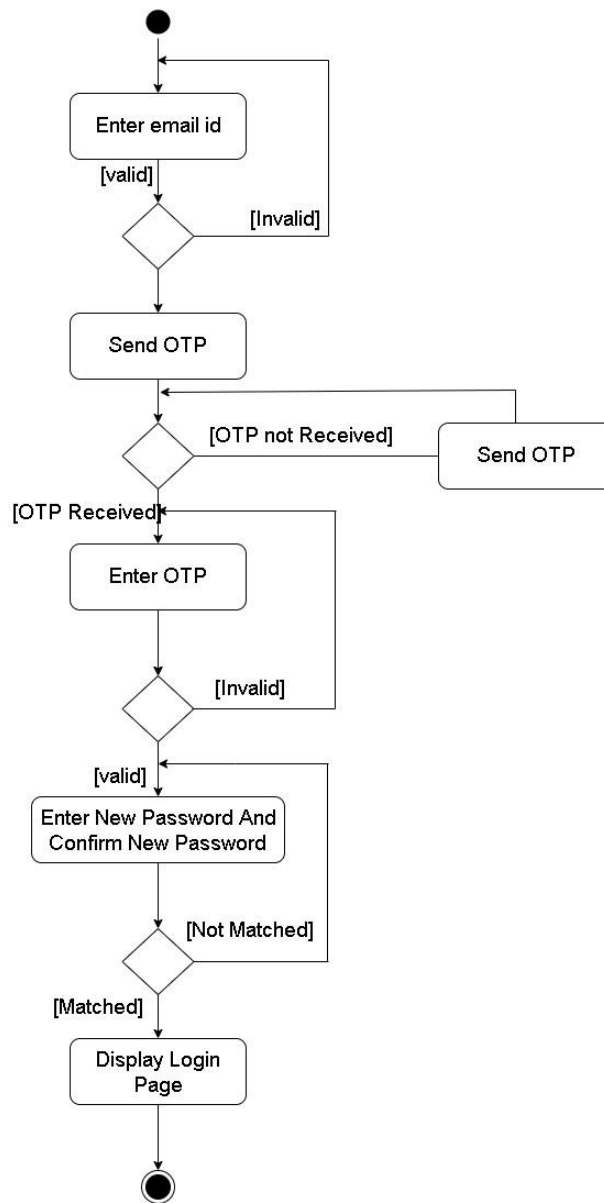 Enter email id
[valid]
[Invalid]
Send OTP
[OTP not Received]
Send OTP
[OTP Received]
Enter OTP
[Invalid]
[valid]
Enter New Password And
Confirm New Password
[Not Matched]
[Matched]
Display Login
Page